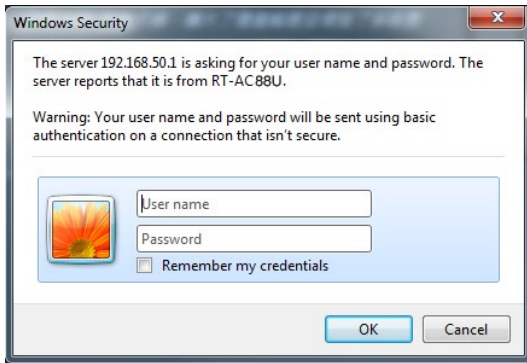 Windows Security
The server 192.168.50.1 is asking for your user name and password. The
server reports that it is from RT-AC88U.
Warning: Your user name and password will be sent using basic
authentication on a connection that isn't secure.
User name
Password
Remember my credentials
OK
Cancel